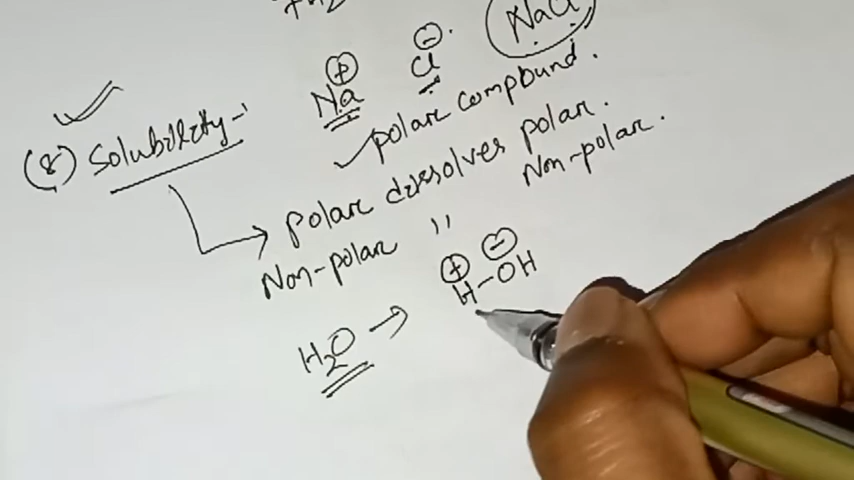 NaCl
⊕ ⊖
Na Cl
(8) Solubility-
polar compound.
polar dissolves polar.
Non-polar " Non-polar.
⊕ ⊖
H₂O → H-OH